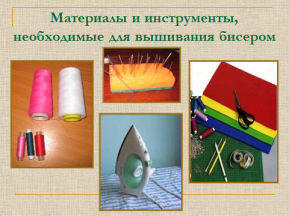 Материалы и инструменты,
необходимые для вышивания бисером